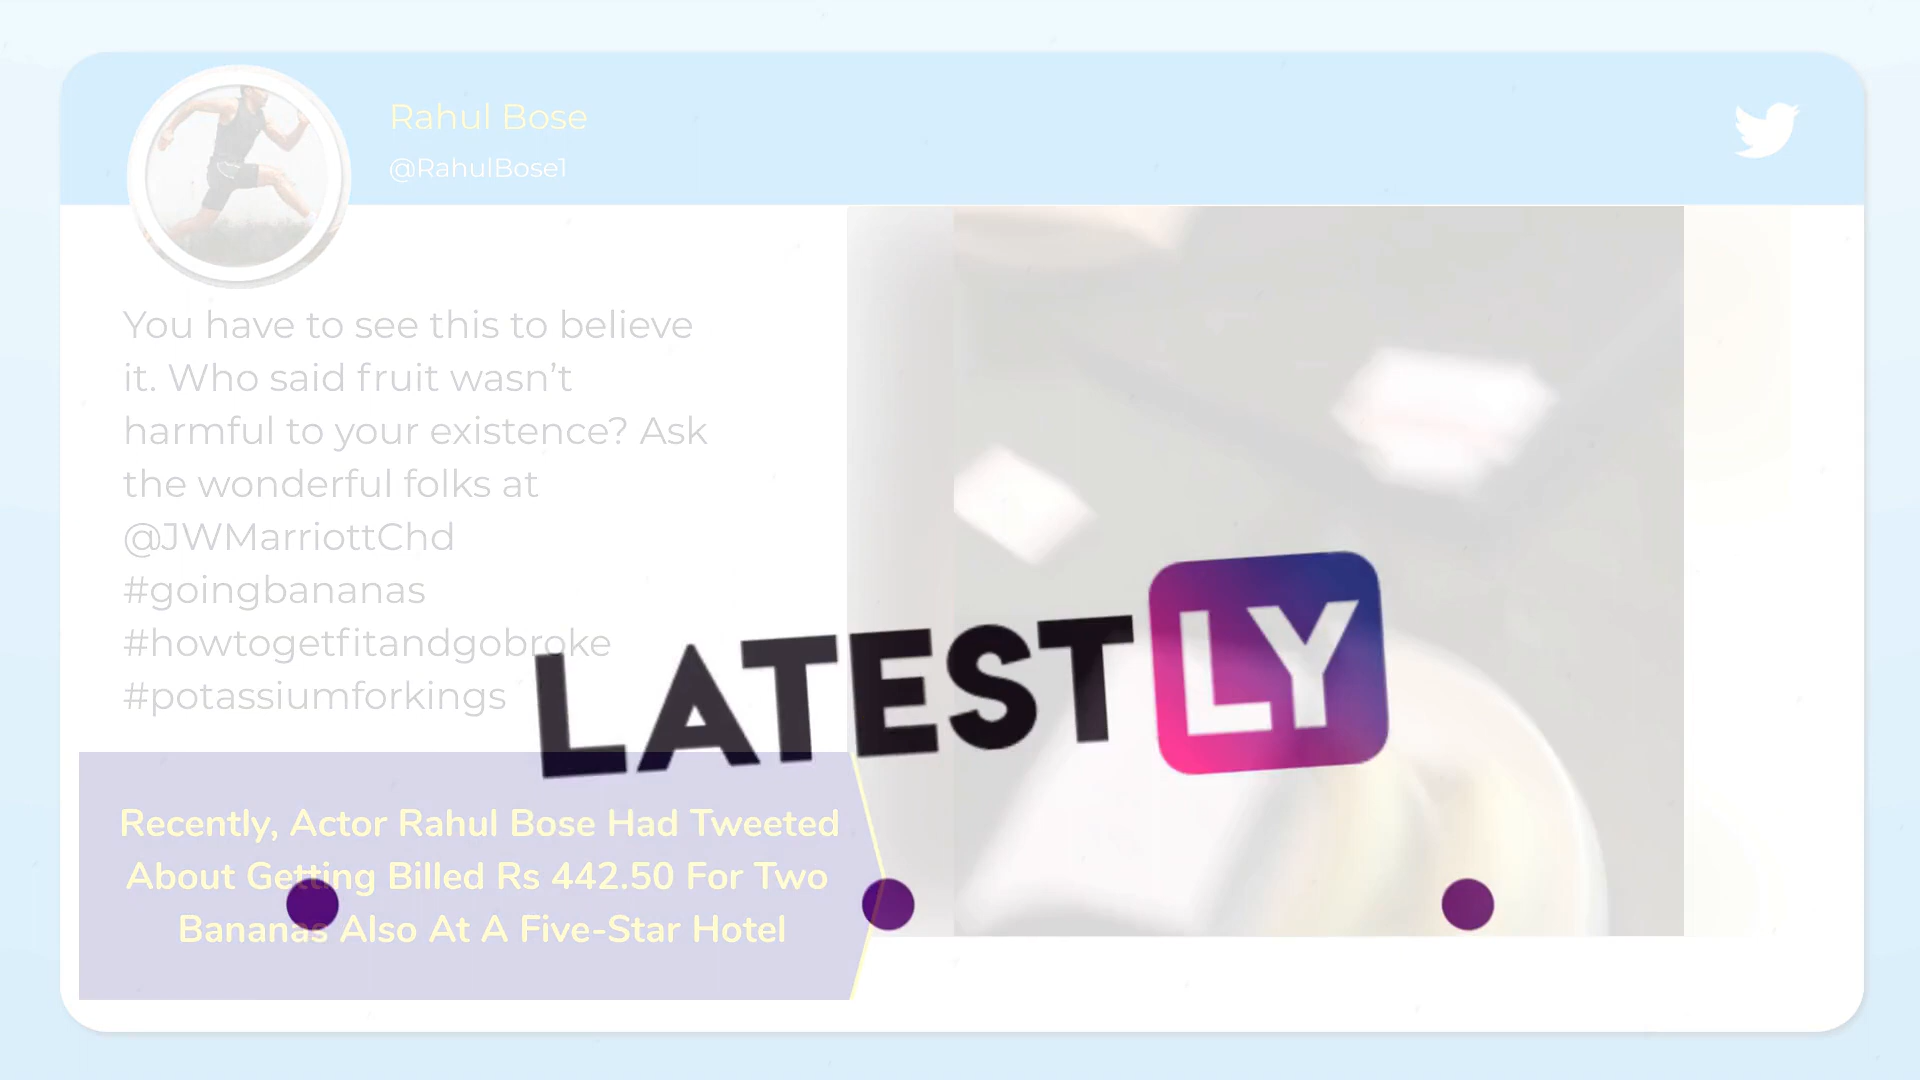 Rahul Bose
@RahulBose1
You have to see this to believe
it. Who said fruit wasn’t
harmful to your existence? Ask
the wonderful folks at
@JWMarriottChd
#goingbananas
#howtogetfitandgobroke
#potassiumforkings
LATESTLY
Recently, Actor Rahul Bose Had Tweeted
About Getting Billed Rs 442.50 For Two
Bananas Also At A Five-Star Hotel